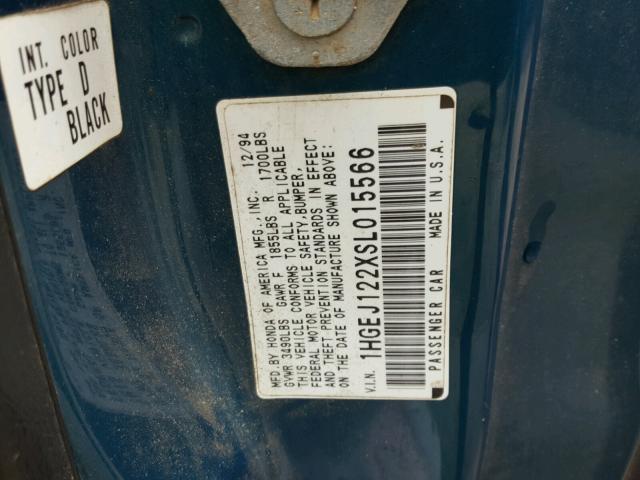 INT. COLOR
TYPE D
BLACK
MFD.BY HONDA OF AMERICA MFG.,INC. 12/94
GVWR 3490LBS GAWR F 1855LBS R 1700LBS
THIS VEHICLE CONFORMS TO ALL APPLICABLE
FEDERAL MOTOR VEHICLE SAFETY,BUMPER,
AND THEFT PREVENTION STANDARDS IN EFFECT
ON THE DATE OF MANUFACTURE SHOWN ABOVE:
V.I.N. 1HGEJ122XSL015566
PASSENGER CAR MADE IN U.S.A.